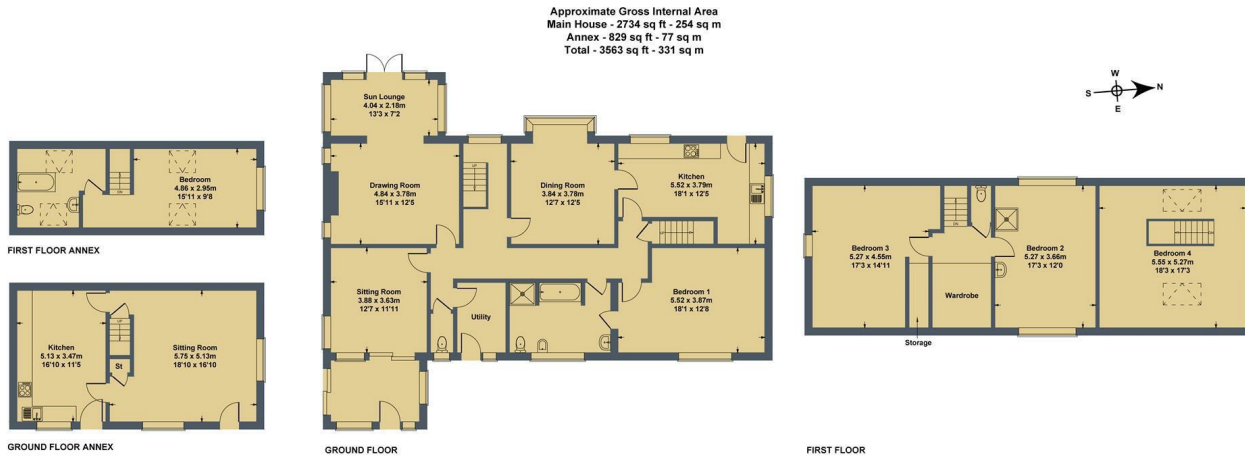 Approximate Gross Internal Area
Main House - 2734 sq ft - 254 sq m
Annex - 829 sq ft - 77 sq m
Total - 3563 sq ft - 331 sq m
W
S
N
E
Bedroom
4.86 x 2.95m
15'11 x 9'8
DN
FIRST FLOOR ANNEX
Kitchen
5.13 x 3.47m
16'10 x 11'5
UP
St
Sitting Room
5.75 x 5.13m
18'10 x 16'10
GROUND FLOOR ANNEX
Sun Lounge
4.04 x 2.18m
13'3 x 7'2
Drawing Room
4.84 x 3.78m
15'11 x 12'5
UP
Dining Room
3.84 x 3.78m
12'7 x 12'5
Kitchen
5.52 x 3.79m
18'1 x 12'5
UP
Sitting Room
3.88 x 3.63m
12'7 x 11'11
Utility
Bedroom 1
5.52 x 3.87m
18'1 x 12'8
GROUND FLOOR
Bedroom 3
5.27 x 4.55m
17'3 x 14'11
DN
Bedroom 2
5.27 x 3.66m
17'3 x 12'0
Bedroom 4
5.55 x 5.27m
18'3 x 17'3
Wardrobe
Storage
FIRST FLOOR